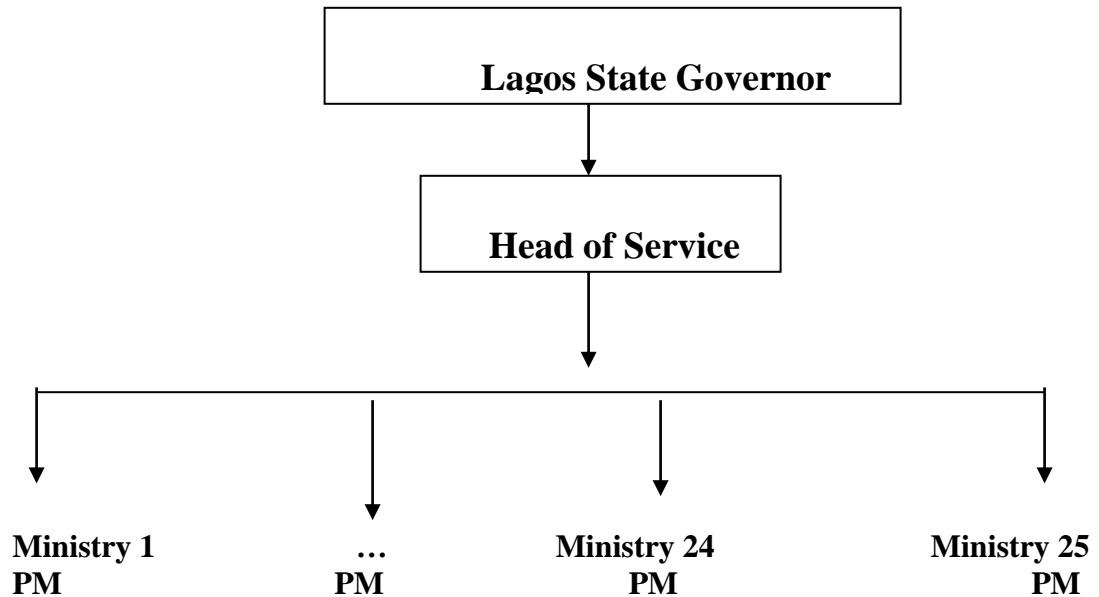 Lagos State Governor
Head of Service
Ministry 1 … Ministry 24 Ministry 25
PM PM PM PM